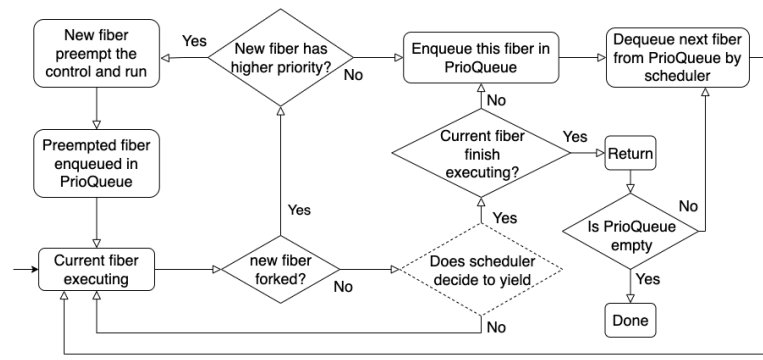 New fiber
preempt the
control and run
Yes
New fiber has
higher priority?
No
Enqueue this fiber in
PrioQueue
Dequeue next fiber
from PrioQueue by
scheduler
Preempted fiber
enqueued in
PrioQueue
No
Current fiber
finish
executing?
Yes
Return
Yes
Yes
No
Is PrioQueue
empty
Current fiber
executing
new fiber
forked?
No
Does scheduler
decide to yield
Yes
No
Done